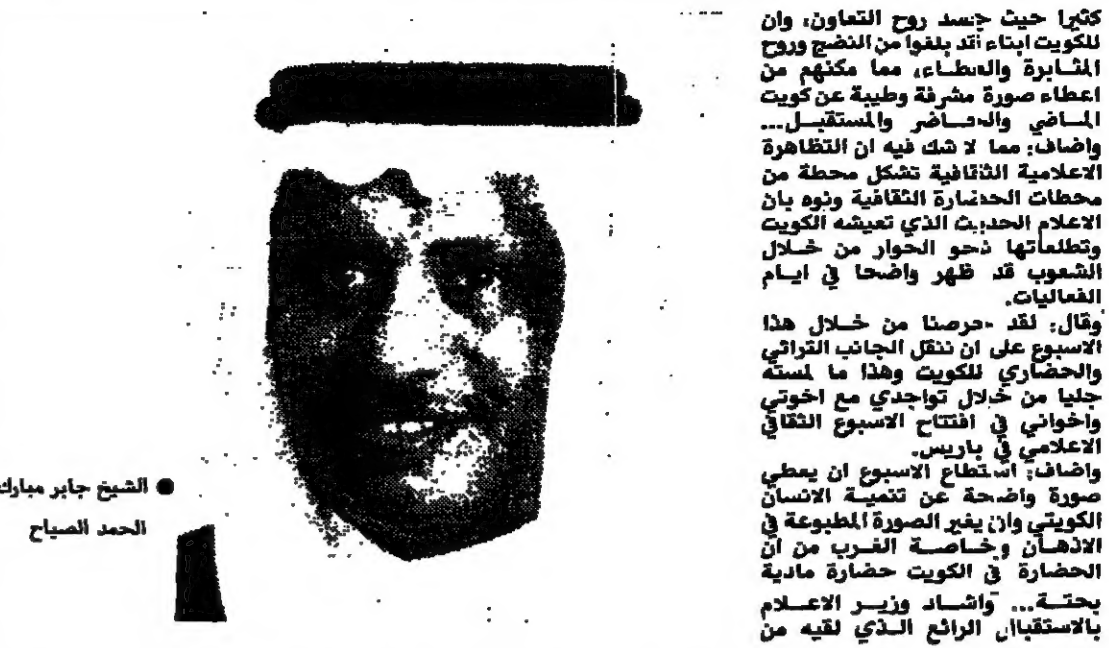 كثيرا حيث جسد روح التعاون، وان
للكويت ابناء قد بلغوا من النضج وروح
المثابرة والعطاء، مما مكنهم من
اعطاء صورة مشرفة وطيبة عن كويت
الماضي والحاضر والمستقبل...
واضاف: مما لا شك فيه ان التظاهرة
الاعلامية الثقافية تشكل محطة من
محطات الحضارة الثقافية ونوه بان
الاعلام الحديث الذي تعيشه الكويت
وتطلعاتها نحو الحوار من خلال
الشعوب قد ظهر واضحا في ايام
الفعاليات.
وقال: لقد حرصنا من خلال هذا
الاسبوع على ان ننقل الجانب التراثي
والحضاري للكويت وهذا ما لمسته
جليا من خلال تواجدي مع اخوتي
واخواني في افتتاح الاسبوع الثقافي
الاعلامي في باريس.
واضاف: استطاع الاسبوع ان يعطي
صورة واضحة عن تنمية الانسان
الكويتي وان يغير الصورة المطبوعة في
الاذهان وخاصة الغرب من ان
الحضارة في الكويت حضارة مادية
بحتة... واشاد وزير الاعلام
بالاستقبال الرائع الذي لقيه من
● الشيخ جابر مبارك
الحمد الصباح